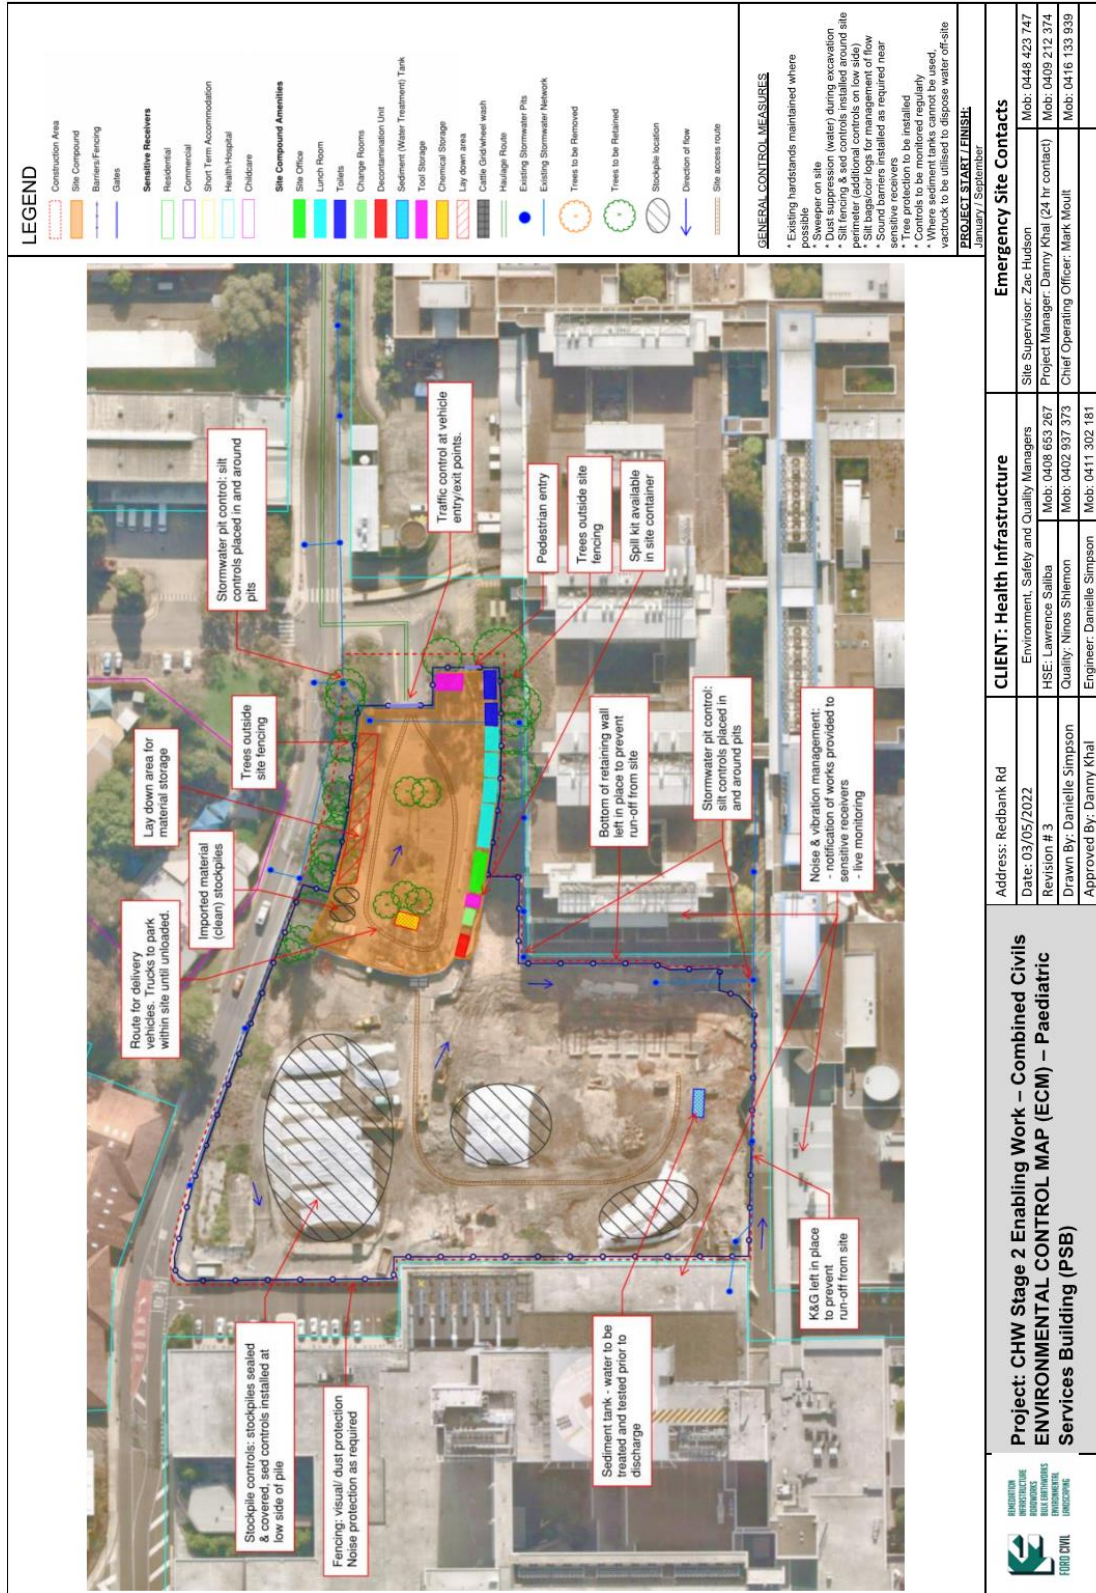 LEGEND
Construction Area
Site Compound
Barriers/Fencing
Gates
Sensitive Receivers
Residential
Commercial
Short Term Accommodation
Health/Hospital
Childcare
Site Compound Amenities
Site Office
Lunch Room
Toilets
Change Rooms
Decontamination Unit
Sediment (Water Treatment) Tank
Tool Storage
Chemical Storage
Lay down area
Cattle Grid/wheel wash
Haulage Route
Existing Stormwater Pits
Existing Stormwater Network
Trees to be Removed
Trees to be Retained
Stockpile location
Direction of flow
Site access route
GENERAL CONTROL MEASURES
* Existing hardstands maintained where
possible
* Sweeper on site
* Dust suppression (water) during excavation
* Silt fencing & sed controls installed around site
perimeter (additional controls on low side)
* Silt bags/coir logs for management of flow
* Sound barriers installed as required near
sensitive receivers
* Tree protection to be installed
* Controls to be monitored regularly
* Where sediment tanks cannot be used,
vactruck to be utilised to dispose water off-site
PROJECT START / FINISH:
January / September
Stockpile controls: stockpiles sealed
& covered, sed controls installed at
low side of pile
Fencing: visual/ dust protection
Noise protection as required
Sediment tank - water to be
treated and tested prior to
discharge
K&G left in place
to prevent
run-off from site
Route for delivery
vehicles. Trucks to park
within site until unloaded.
Imported material
(clean) stockpiles
Lay down area for
material storage
Trees outside
site fencing
Stormwater pit control: silt
controls placed in and around
pits
Traffic control at vehicle
entry/exit points.
Pedestrian entry
Trees outside site
fencing
Spill kit available
in site container
Bottom of retaining wall
left in place to prevent
run-off from site
Stormwater pit control:
silt controls placed in
and around pits
Noise & vibration management:
- notification of works provided to
sensitive receivers
- live monitoring
FORD CIVIL
REMEDIATION
INFRASTRUCTURE
ROADWORKS
BULK EARTHWORKS
ENVIRONMENTAL
LANDSCAPING
Project: CHW Stage 2 Enabling Work – Combined Civils
ENVIRONMENTAL CONTROL MAP (ECM) – Paediatric
Services Building (PSB)
Address: Redbank Rd
Date: 03/05/2022
Revision # 3
Drawn By: Danielle Simpson
Approved By: Danny Khal
CLIENT: Health Infrastructure
Environment, Safety and Quality Managers
HSE: Lawrence Saliba Mob: 0408 653 267
Quality: Ninos Shlemon Mob: 0402 937 373
Engineer: Danielle Simpson Mob: 0411 302 181
Emergency Site Contacts
Site Supervisor: Zac Hudson Mob: 0448 423 747
Project Manager: Danny Khal (24 hr contact) Mob: 0409 212 374
Chief Operating Officer: Mark Moult Mob: 0416 133 939